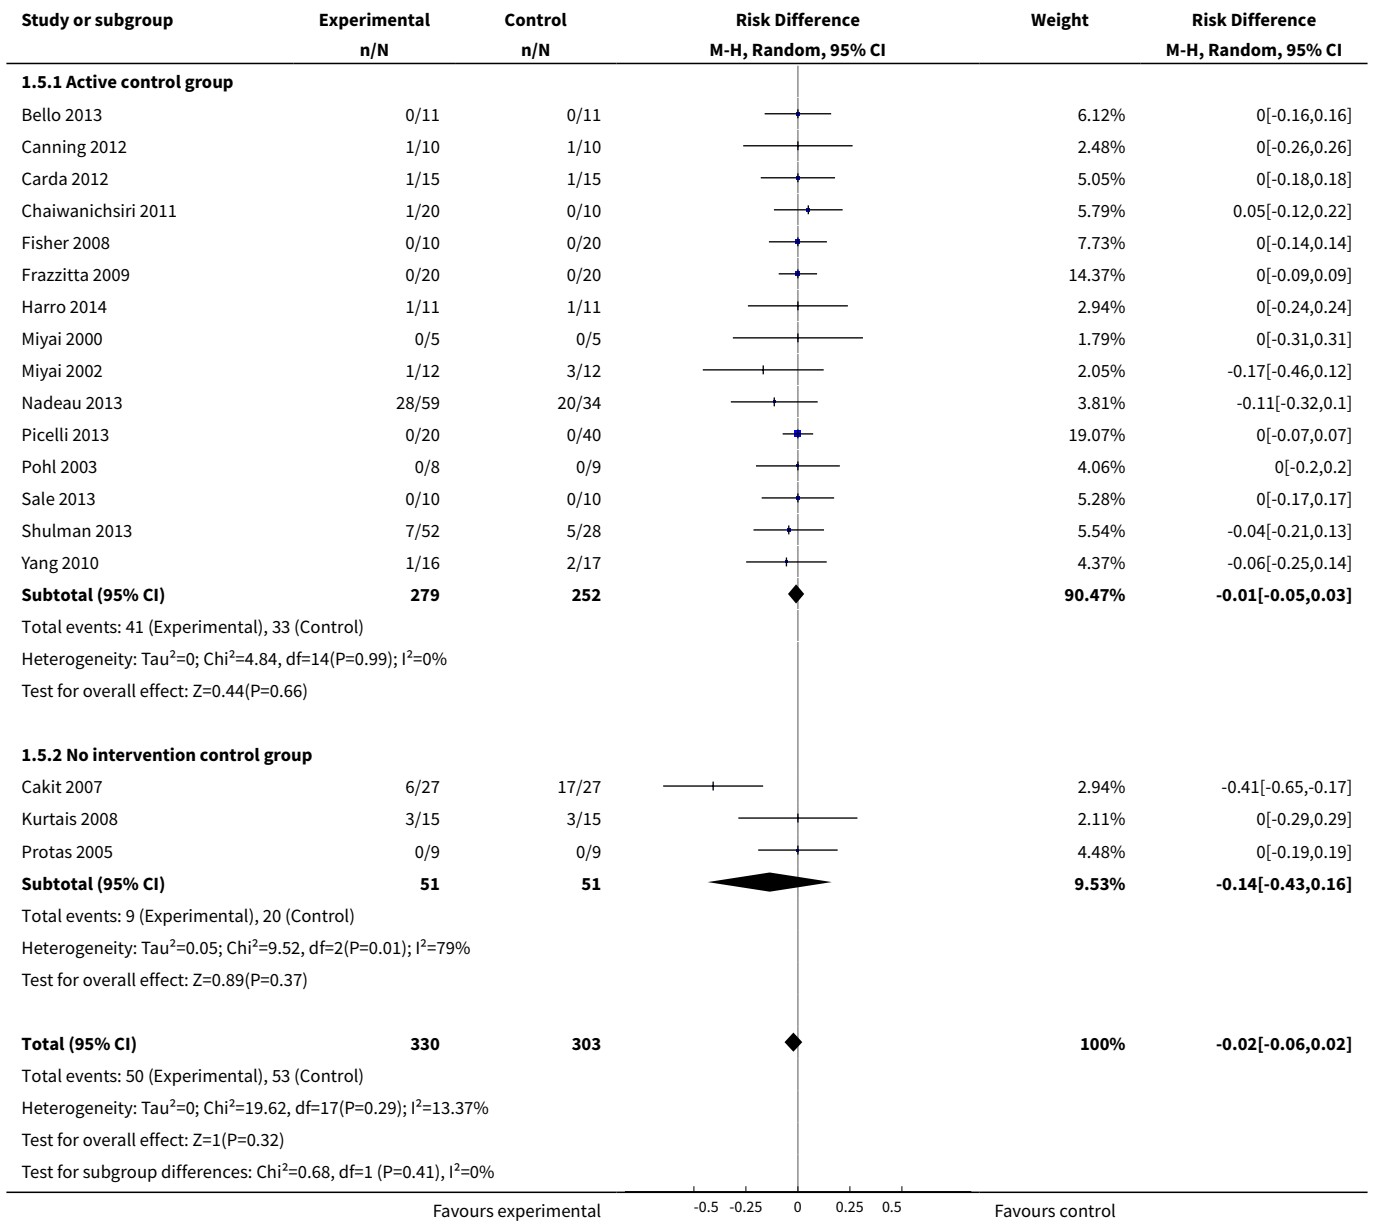 Study or subgroup Experimental Control Risk Difference Weight Risk Difference
n/N n/N M-H, Random, 95% CI M-H, Random, 95% CI
1.5.1 Active control group
Bello 2013 0/11 0/11 6.12% 0[-0.16,0.16]
Canning 2012 1/10 1/10 2.48% 0[-0.26,0.26]
Carda 2012 1/15 1/15 5.05% 0[-0.18,0.18]
Chaiwanichsiri 2011 1/20 0/10 5.79% 0.05[-0.12,0.22]
Fisher 2008 0/10 0/20 7.73% 0[-0.14,0.14]
Frazzitta 2009 0/20 0/20 14.37% 0[-0.09,0.09]
Harro 2014 1/11 1/11 2.94% 0[-0.24,0.24]
Miyai 2000 0/5 0/5 1.79% 0[-0.31,0.31]
Miyai 2002 1/12 3/12 2.05% -0.17[-0.46,0.12]
Nadeau 2013 28/59 20/34 3.81% -0.11[-0.32,0.1]
Picelli 2013 0/20 0/40 19.07% 0[-0.07,0.07]
Pohl 2003 0/8 0/9 4.06% 0[-0.2,0.2]
Sale 2013 0/10 0/10 5.28% 0[-0.17,0.17]
Shulman 2013 7/52 5/28 5.54% -0.04[-0.21,0.13]
Yang 2010 1/16 2/17 4.37% -0.06[-0.25,0.14]
Subtotal (95% CI) 279 252 90.47% -0.01[-0.05,0.03]
Total events: 41 (Experimental), 33 (Control)
Heterogeneity: Tau²=0; Chi²=4.84, df=14(P=0.99); I²=0%
Test for overall effect: Z=0.44(P=0.66)
1.5.2 No intervention control group
Cakit 2007 6/27 17/27 2.94% -0.41[-0.65,-0.17]
Kurtais 2008 3/15 3/15 2.11% 0[-0.29,0.29]
Protas 2005 0/9 0/9 4.48% 0[-0.19,0.19]
Subtotal (95% CI) 51 51 9.53% -0.14[-0.43,0.16]
Total events: 9 (Experimental), 20 (Control)
Heterogeneity: Tau²=0.05; Chi²=9.52, df=2(P=0.01); I²=79%
Test for overall effect: Z=0.89(P=0.37)
Total (95% CI) 330 303 100% -0.02[-0.06,0.02]
Total events: 50 (Experimental), 53 (Control)
Heterogeneity: Tau²=0; Chi²=19.62, df=17(P=0.29); I²=13.37%
Test for overall effect: Z=1(P=0.32)
Test for subgroup differences: Chi²=0.68, df=1 (P=0.41), I²=0%
Favours experimental -0.5 -0.25 0 0.25 0.5 Favours control